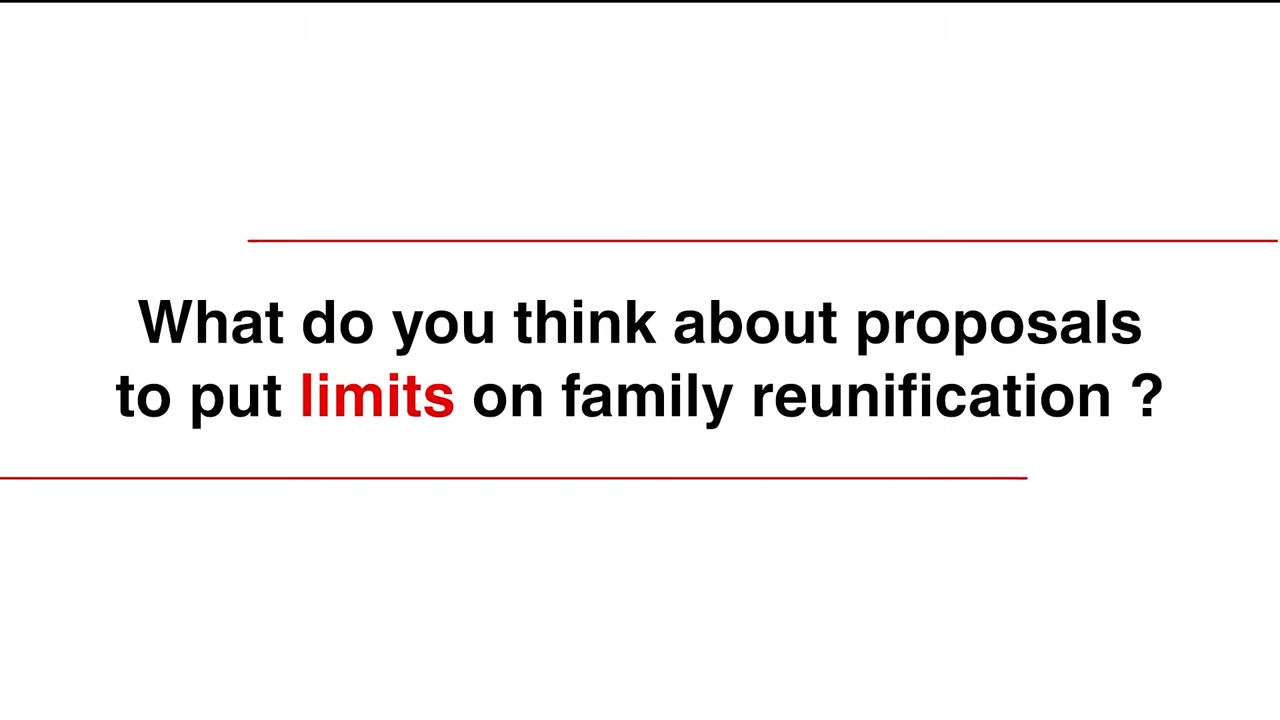 What do you think about proposals
to put limits on family reunification ?